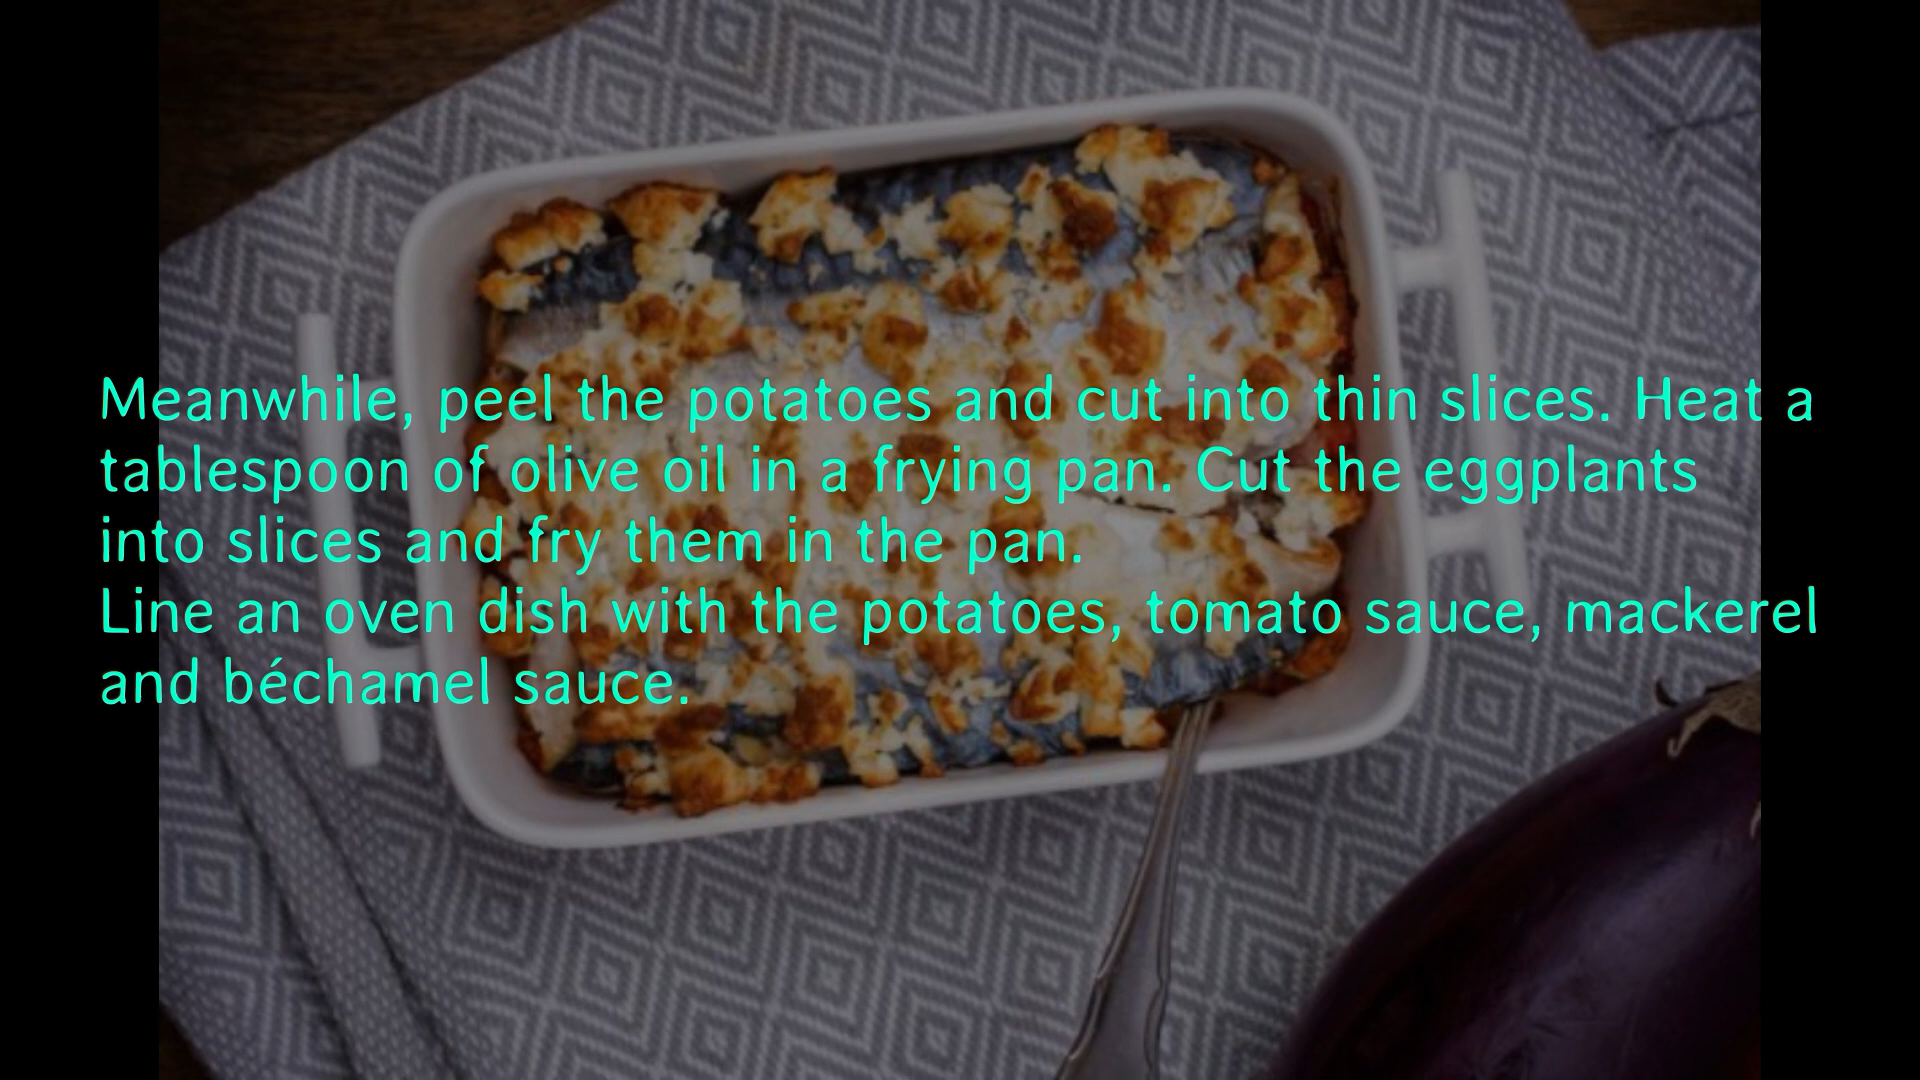 Meanwhile, peel the potatoes and cut into thin slices. Heat a
tablespoon of olive oil in a frying pan. Cut the eggplants
into slices and fry them in the pan.
Line an oven dish with the potatoes, tomato sauce, mackerel
and béchamel sauce.